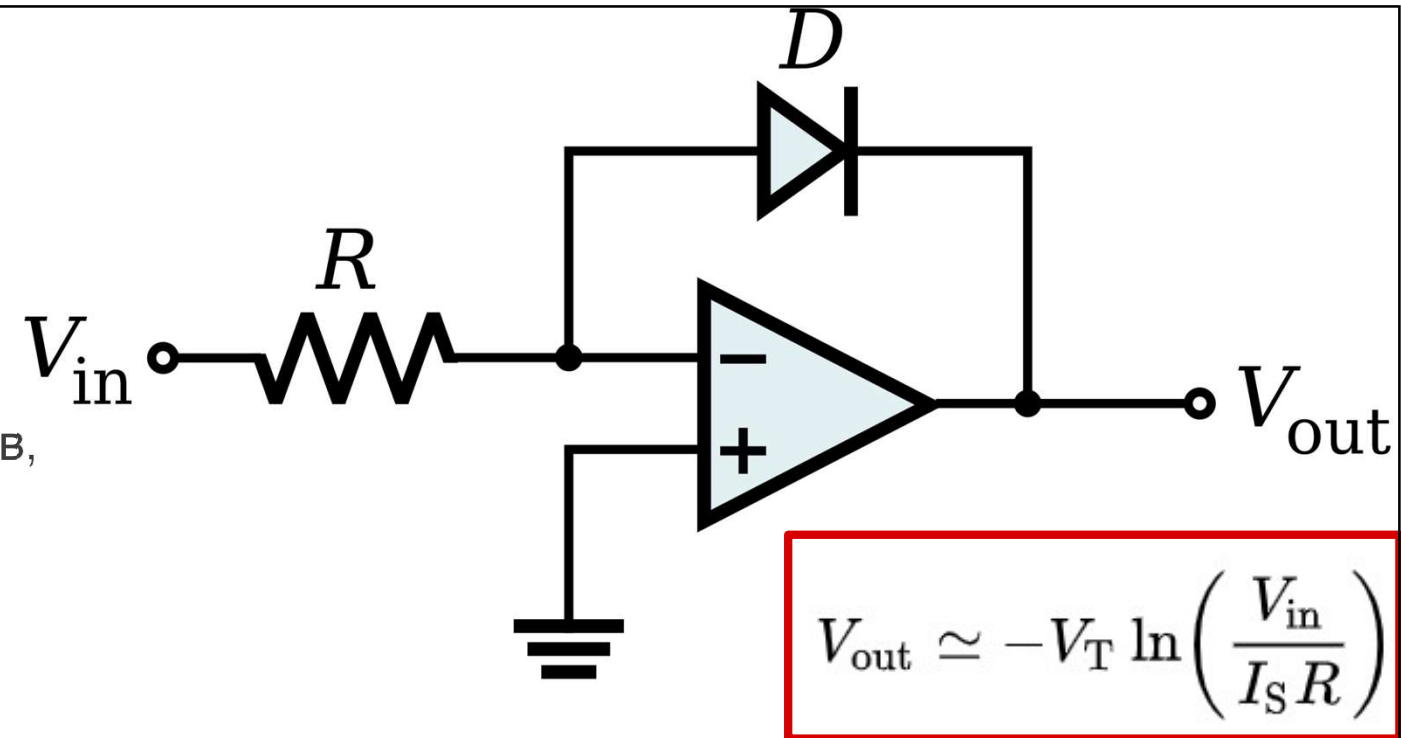 D
R
V_in
−
+
В,
V_out
V_out ≃ −V_T ln(V_in / I_S R)